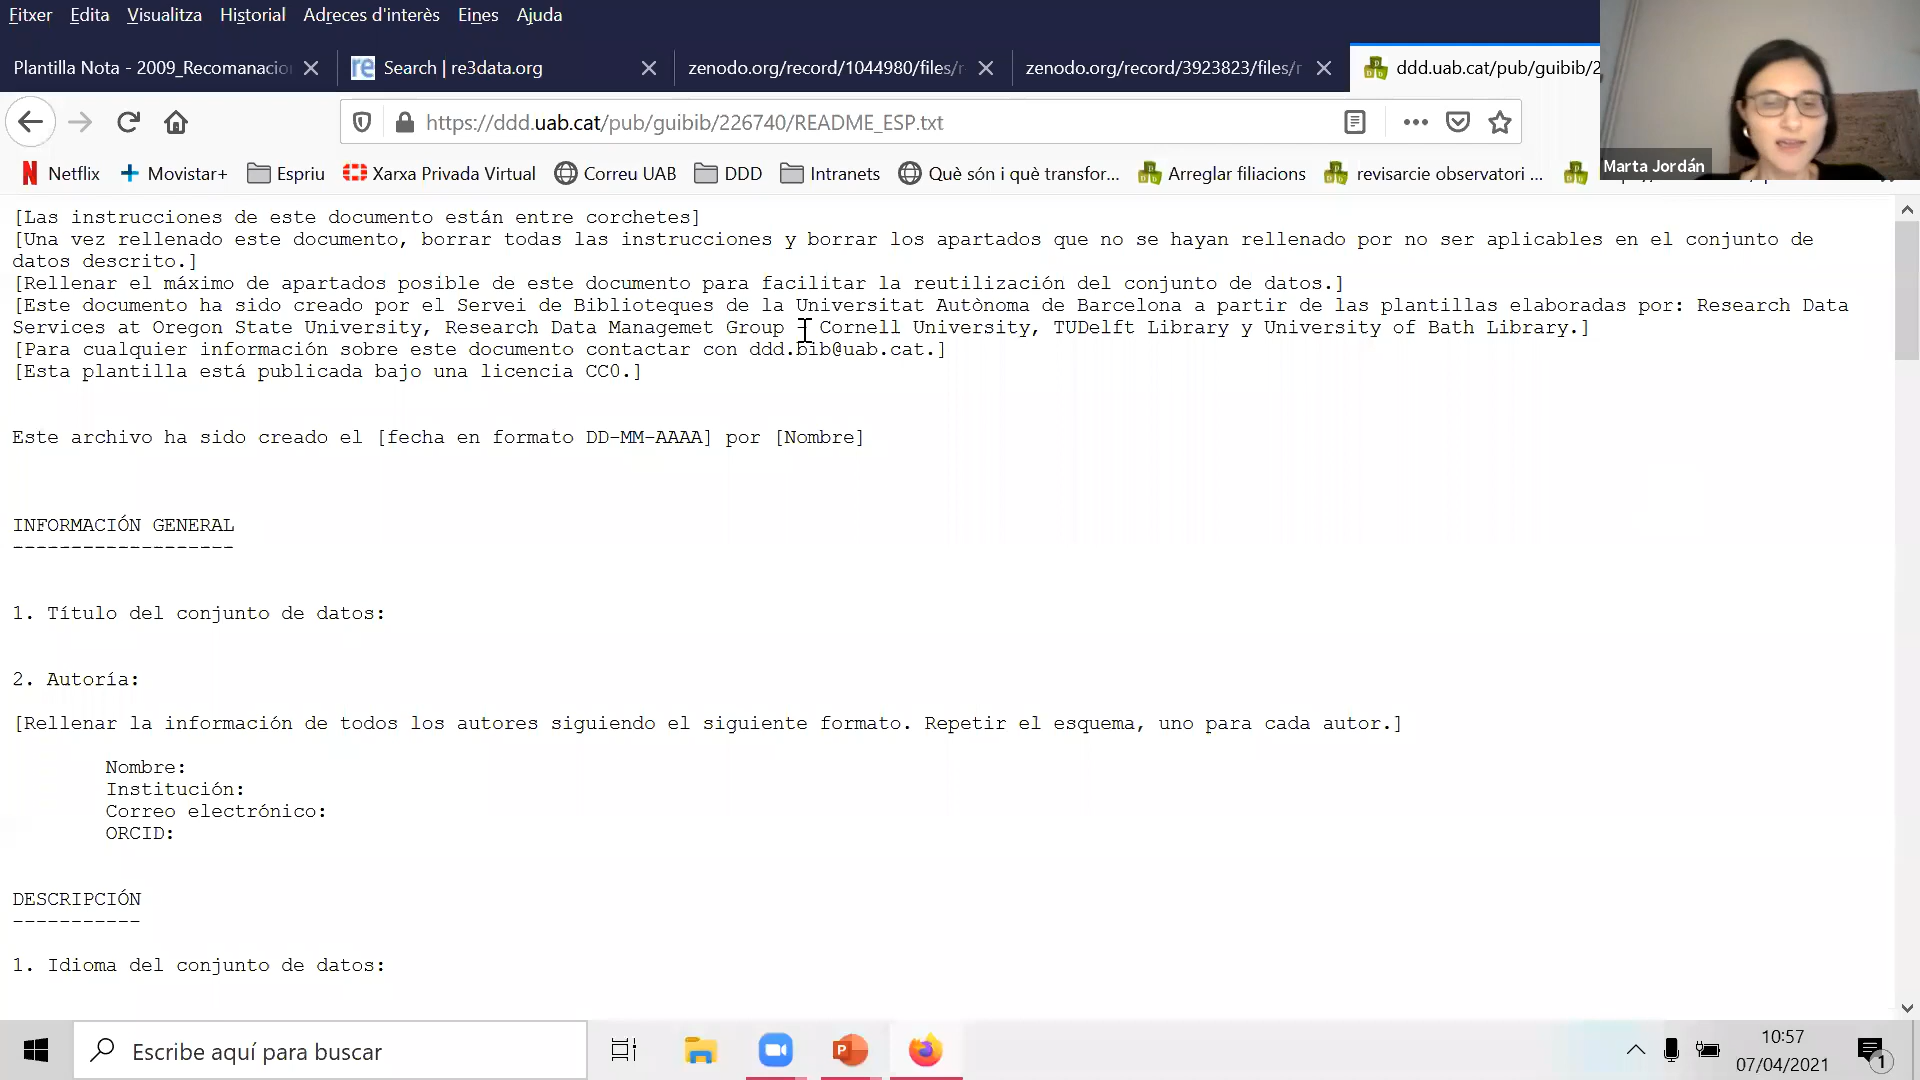 Fitxer Edita Visualitza Historial Adreces d'interès Eines Ajuda
Plantilla Nota - 2009_Recomanacio
Search | re3data.org
zenodo.org/record/1044980/files/r
zenodo.org/record/3923823/files/r
ddd.uab.cat/pub/guibib/2
https://ddd.uab.cat/pub/guibib/226740/README_ESP.txt
Netflix Movistar+ Espriu Xarxa Privada Virtual Correu UAB DDD Intranets Què són i què transfor... Arreglar filiacions revisarcie observatori ...
Marta Jordán
[Las instrucciones de este documento están entre corchetes]
[Una vez rellenado este documento, borrar todas las instrucciones y borrar los apartados que no se hayan rellenado por no ser aplicables en el conjunto de
datos descrito.]
[Rellenar el máximo de apartados posible de este documento para facilitar la reutilización del conjunto de datos.]
[Este documento ha sido creado por el Servei de Biblioteques de la Universitat Autònoma de Barcelona a partir de las plantillas elaboradas por: Research Data
Services at Oregon State University, Research Data Managemet Group - Cornell University, TUDelft Library y University of Bath Library.]
[Para cualquier información sobre este documento contactar con ddd.bib@uab.cat.]
[Esta plantilla está publicada bajo una licencia CC0.]
Este archivo ha sido creado el [fecha en formato DD-MM-AAAA] por [Nombre]
INFORMACIÓN GENERAL
-------------------
1. Título del conjunto de datos:
2. Autoría:
[Rellenar la información de todos los autores siguiendo el siguiente formato. Repetir el esquema, uno para cada autor.]
Nombre:
Institución:
Correo electrónico:
ORCID:
DESCRIPCIÓN
-----------
1. Idioma del conjunto de datos:
Escribe aquí para buscar
10:57
07/04/2021
1